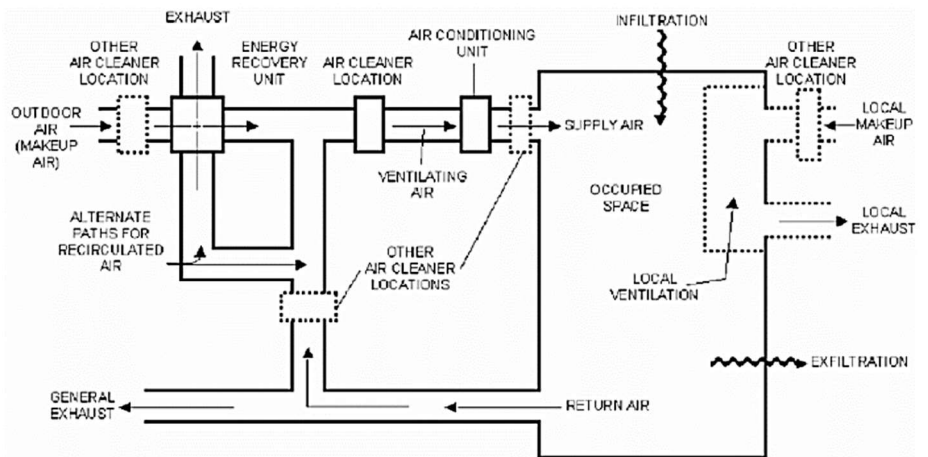 EXHAUST
OTHER
AIR CLEANER
LOCATION
ENERGY
RECOVERY
UNIT
AIR CLEANER
LOCATION
AIR CONDITIONING
UNIT
INFILTRATION
OTHER
AIR CLEANER
LOCATION
OUTDOOR
AIR
(MAKEUP
AIR)
SUPPLY AIR
LOCAL
MAKEUP
AIR
VENTILATING
AIR
OCCUPIED
SPACE
ALTERNATE
PATHS FOR
RECIRCULATED
AIR
OTHER
AIR CLEANER
LOCATIONS
LOCAL
EXHAUST
LOCAL
VENTILATION
EXFILTRATION
GENERAL
EXHAUST
RETURN AIR